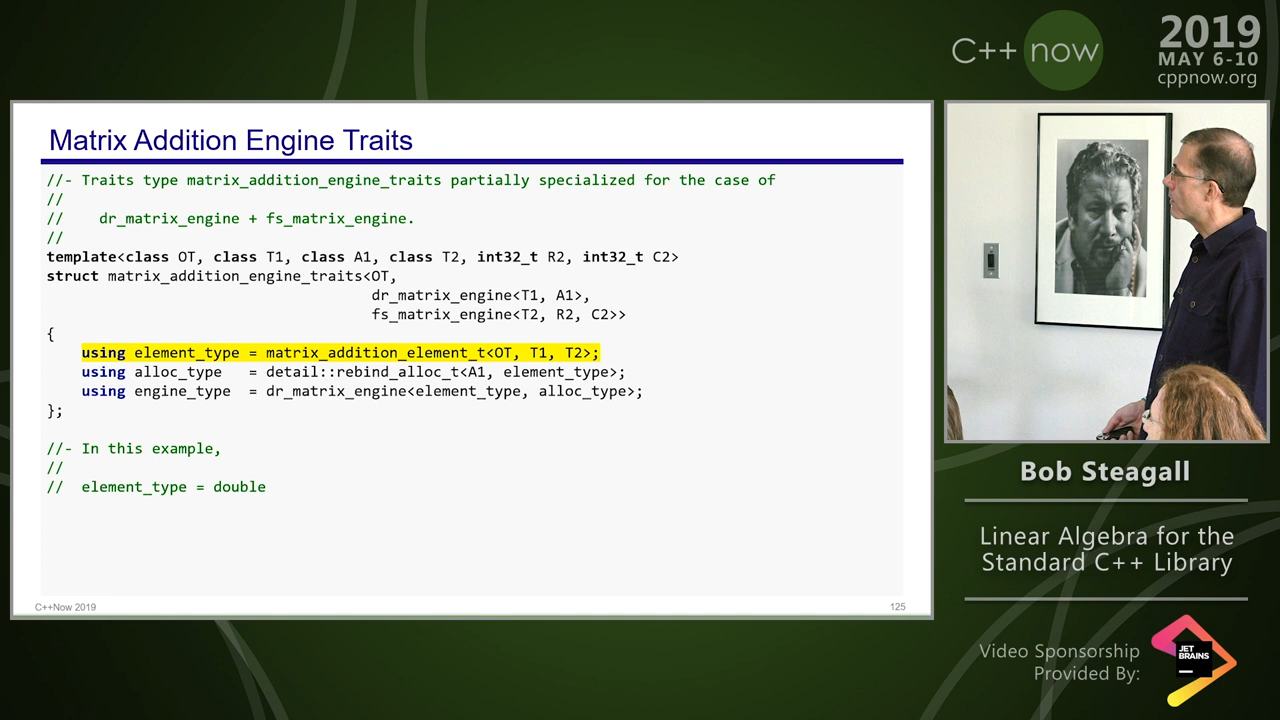 C++ now
2019
MAY 6-10
cppnow.org
Matrix Addition Engine Traits
//- Traits type matrix_addition_engine_traits partially specialized for the case of
//
//    dr_matrix_engine + fs_matrix_engine.
//
template<class OT, class T1, class A1, class T2, int32_t R2, int32_t C2>
struct matrix_addition_engine_traits<OT,
                                     dr_matrix_engine<T1, A1>,
                                     fs_matrix_engine<T2, R2, C2>>
{
    using element_type = matrix_addition_element_t<OT, T1, T2>;
    using alloc_type   = detail::rebind_alloc_t<A1, element_type>;
    using engine_type  = dr_matrix_engine<element_type, alloc_type>;
};
//- In this example,
//
//  element_type = double
C++Now 2019
125
Bob Steagall
Linear Algebra for the
Standard C++ Library
Video Sponsorship
Provided By:
JET
BRAINS